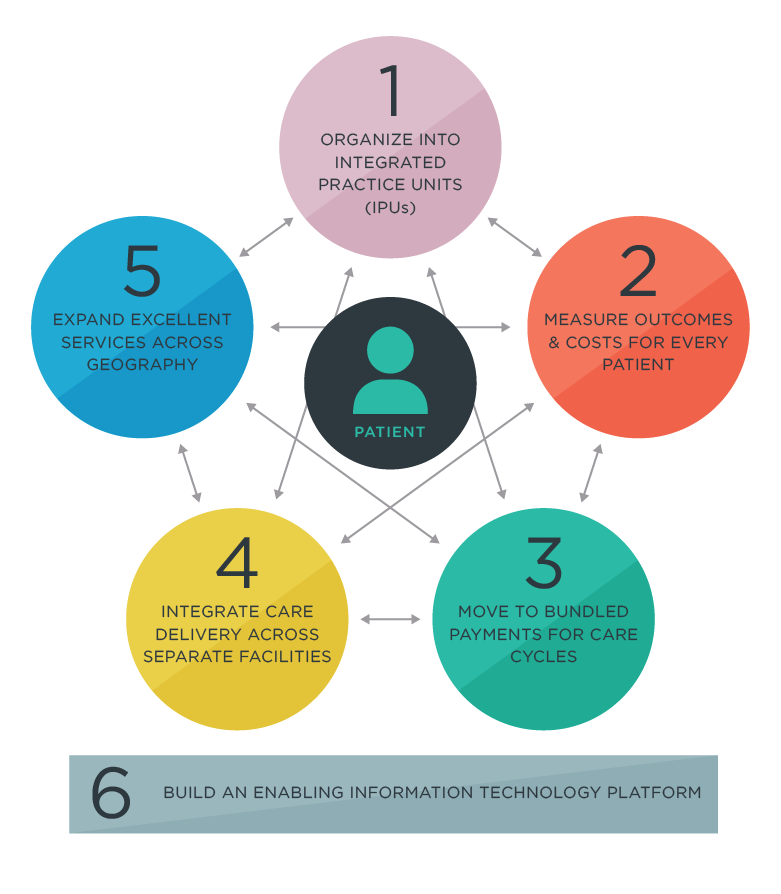 1
ORGANIZE INTO
INTEGRATED
PRACTICE UNITS
(IPUs)
2
MEASURE OUTCOMES
& COSTS FOR EVERY
PATIENT
3
MOVE TO BUNDLED
PAYMENTS FOR CARE
CYCLES
4
INTEGRATE CARE
DELIVERY ACROSS
SEPARATE FACILITIES
5
EXPAND EXCELLENT
SERVICES ACROSS
GEOGRAPHY
PATIENT
6
BUILD AN ENABLING INFORMATION TECHNOLOGY PLATFORM